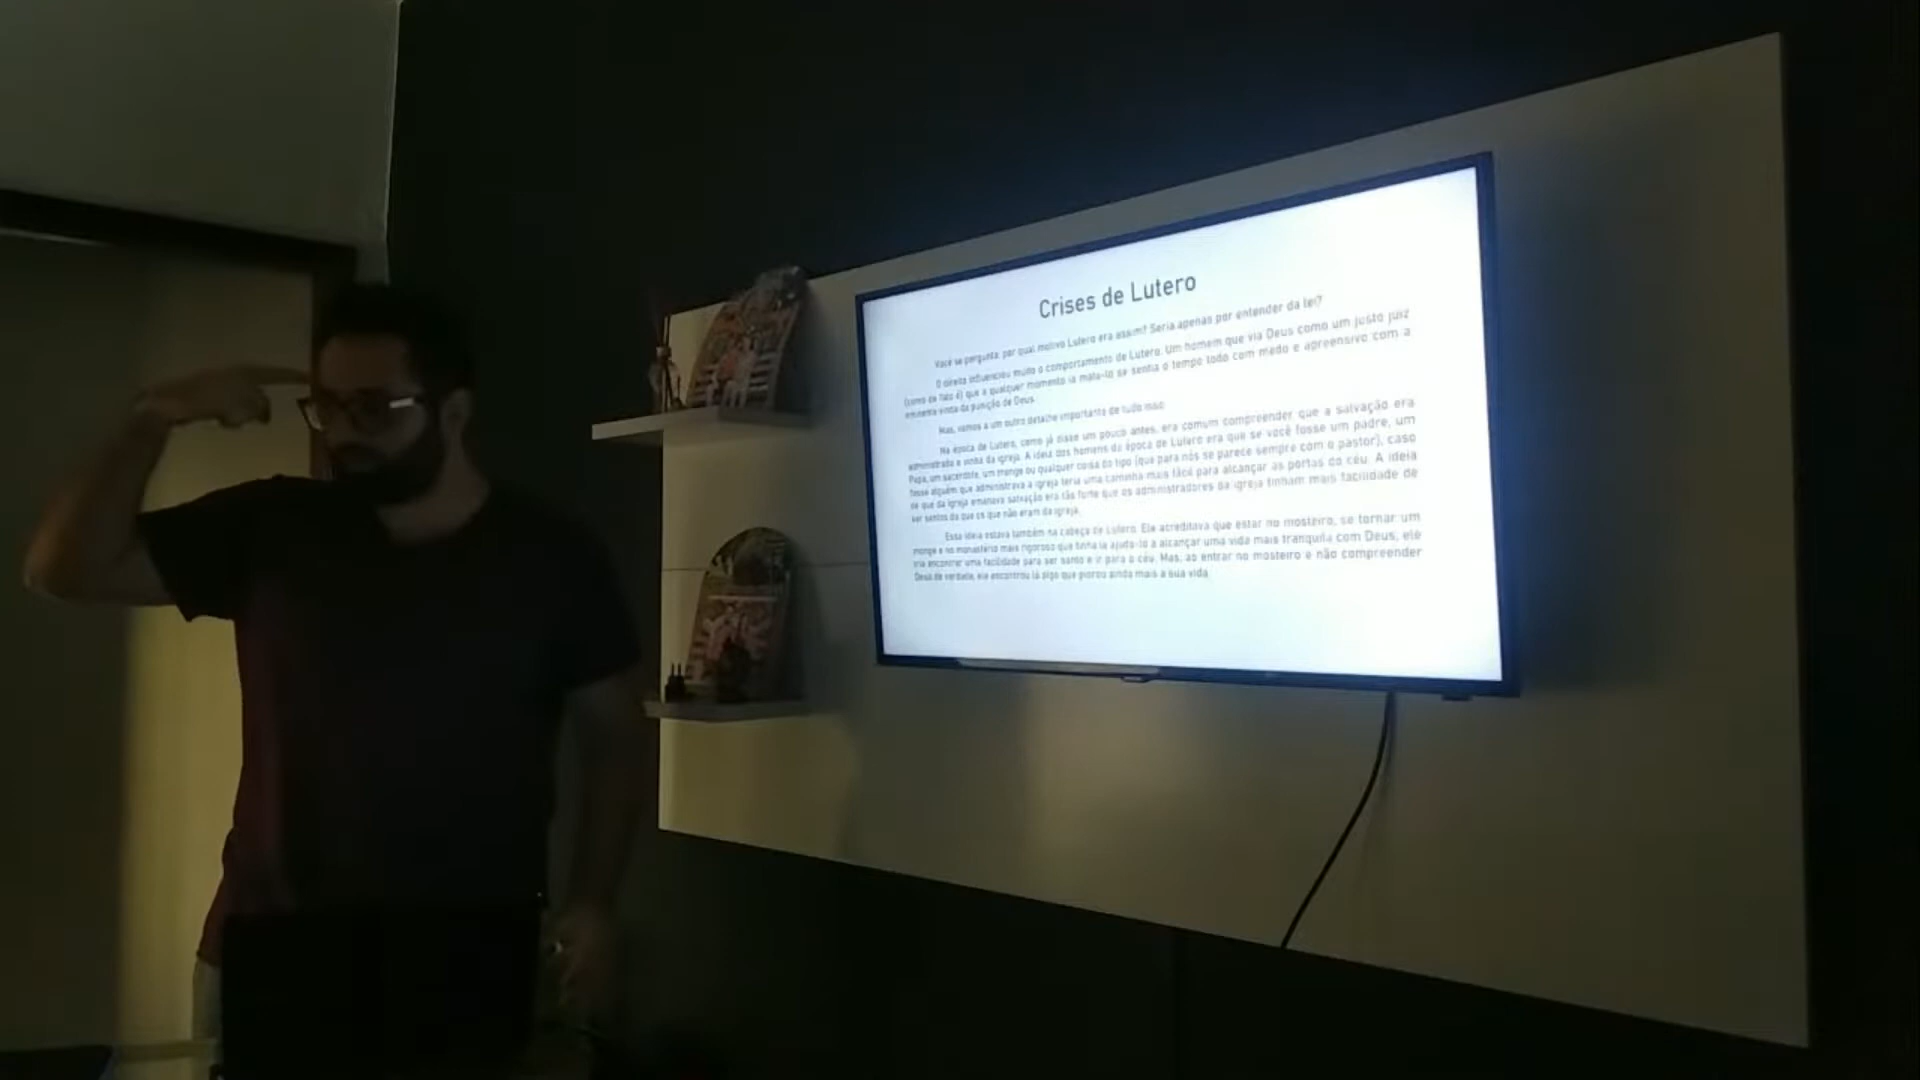 Crises de Lutero
Você se pergunta: por qual motivo Lutero era assim? Seria apenas por entender da lei?
O direito influenciou muito o comportamento de Lutero. Um homem que via Deus como um justo juiz
(como de fato é) que a qualquer momento ia mata-lo se sentia o tempo todo com medo e apreensivo com a
eminente vinda da punição de Deus.
Mas, vamos a um outro detalhe importante de tudo isso:
Na época de Lutero, como já disse um pouco antes, era comum compreender que a salvação era
administrada e vinha da igreja. A ideia dos homens da época de Lutero era que se você fosse um padre, um
Papa, um sacerdote, um monge ou qualquer coisa do tipo (que para nós se parece sempre com o pastor), caso
fosse alguém que administrava a igreja teria uma caminho mais fácil para alcançar as portas do céu. A ideia
de que da igreja emanava salvação era tão forte que os administradores da igreja tinham mais facilidade de
ser santos do que os que não eram da igreja.
Essa ideia estava também na cabeça de Lutero. Ele acreditava que estar no mosteiro, se tornar um
monge e no monastério mais rigoroso que tinha ia ajuda-lo a alcançar uma vida mais tranquila com Deus, ele
iria encontrar uma facilidade para ser santo e ir para o céu. Mas, ao entrar no mosteiro e não compreender
Deus de verdade, ele encontrou lá algo que piorou ainda mais a sua vida.